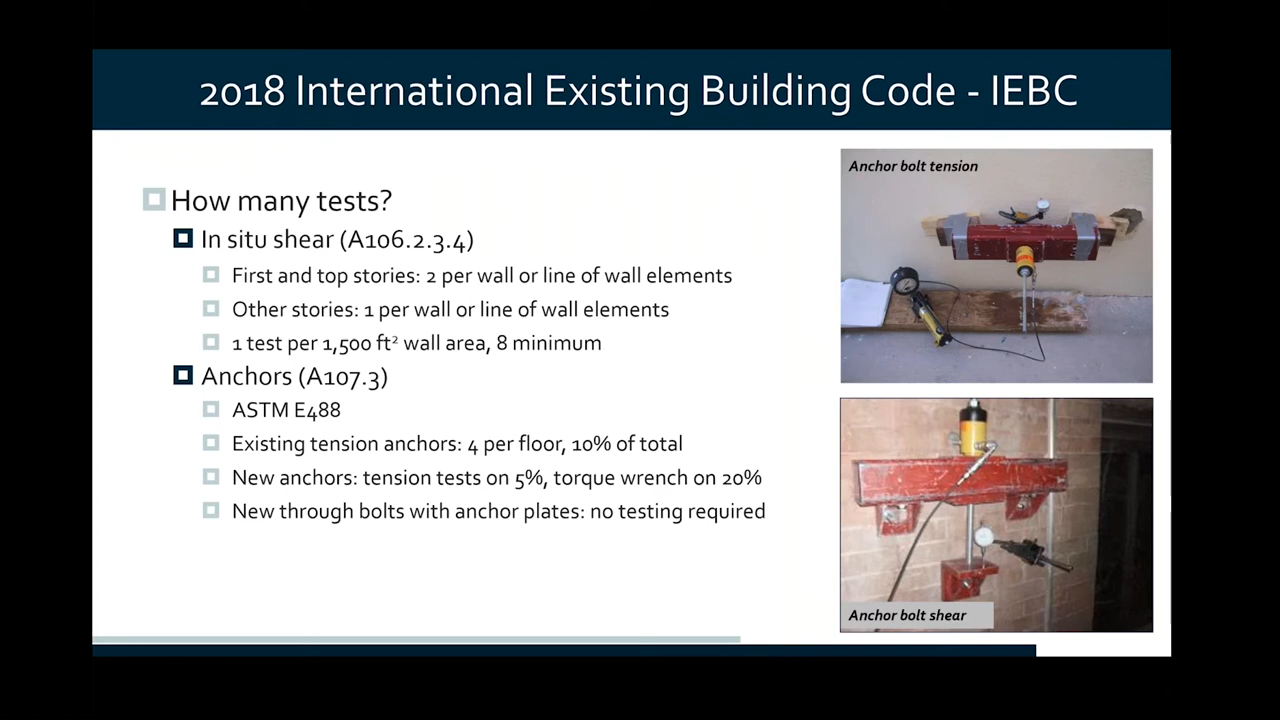 2018 International Existing Building Code - IEBC
How many tests?
In situ shear (A106.2.3.4)
First and top stories: 2 per wall or line of wall elements
Other stories: 1 per wall or line of wall elements
1 test per 1,500 ft² wall area, 8 minimum
Anchors (A107.3)
ASTM E488
Existing tension anchors: 4 per floor, 10% of total
New anchors: tension tests on 5%, torque wrench on 20%
New through bolts with anchor plates: no testing required
Anchor bolt tension
Anchor bolt shear